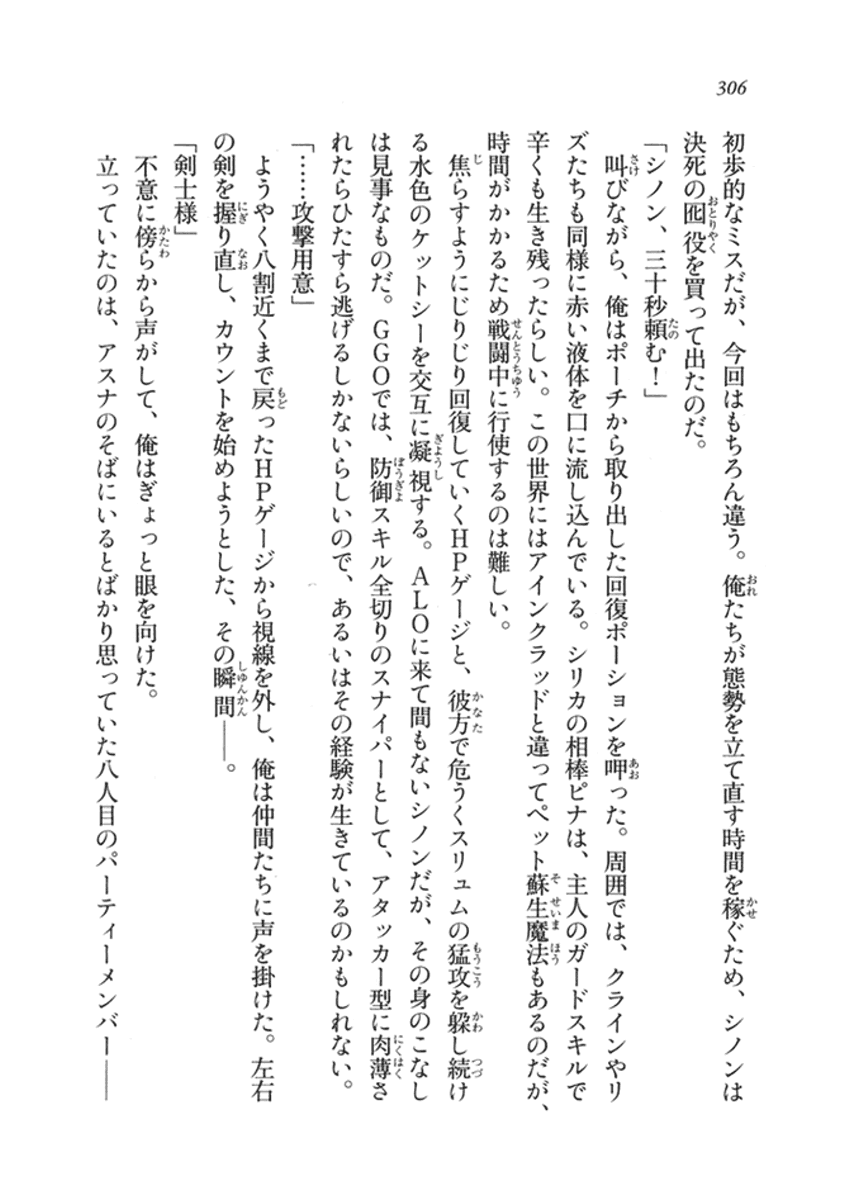 306
初歩的なミスだが、今回はもちろん違う。俺たちが態勢を立て直す時間を稼ぐため、シノンは
決死の囮役を買って出たのだ。
「シノン、三十秒頼む！」
叫びながら、俺はポーチから取り出した回復ポーションを呷った。周囲では、クラインやリ
ズたちも同様に赤い液体を口に流し込んでいる。シリカの相棒ピナは、主人のガードスキルで
辛くも生き残ったらしい。この世界にはアインクラッドと違ってペット蘇生魔法もあるのだが、
時間がかかるため戦闘中に行使するのは難しい。
焦らすようにじりじり回復していくHPゲージと、彼方で危うくスリュムの猛攻を躱し続け
る水色のケットシーを交互に凝視する。ALOに来て間もないシノンだが、その身のこなし
は見事なものだ。GGOでは、防御スキル全切りのスナイパーとして、アタッカー型に肉薄さ
れたらひたすら逃げるしかないらしいので、あるいはその経験が生きているのかもしれない。
「……攻撃用意」
ようやく八割近くまで戻ったHPゲージから視線を外し、俺は仲間たちに声を掛けた。左右
の剣を握り直し、カウントを始めようとした、その瞬間――。
「剣士様」
不意に傍らから声がして、俺はぎょっと眼を向けた。
立っていたのは、アスナのそばにいるとばかり思っていた八人目のパーティーメンバー――